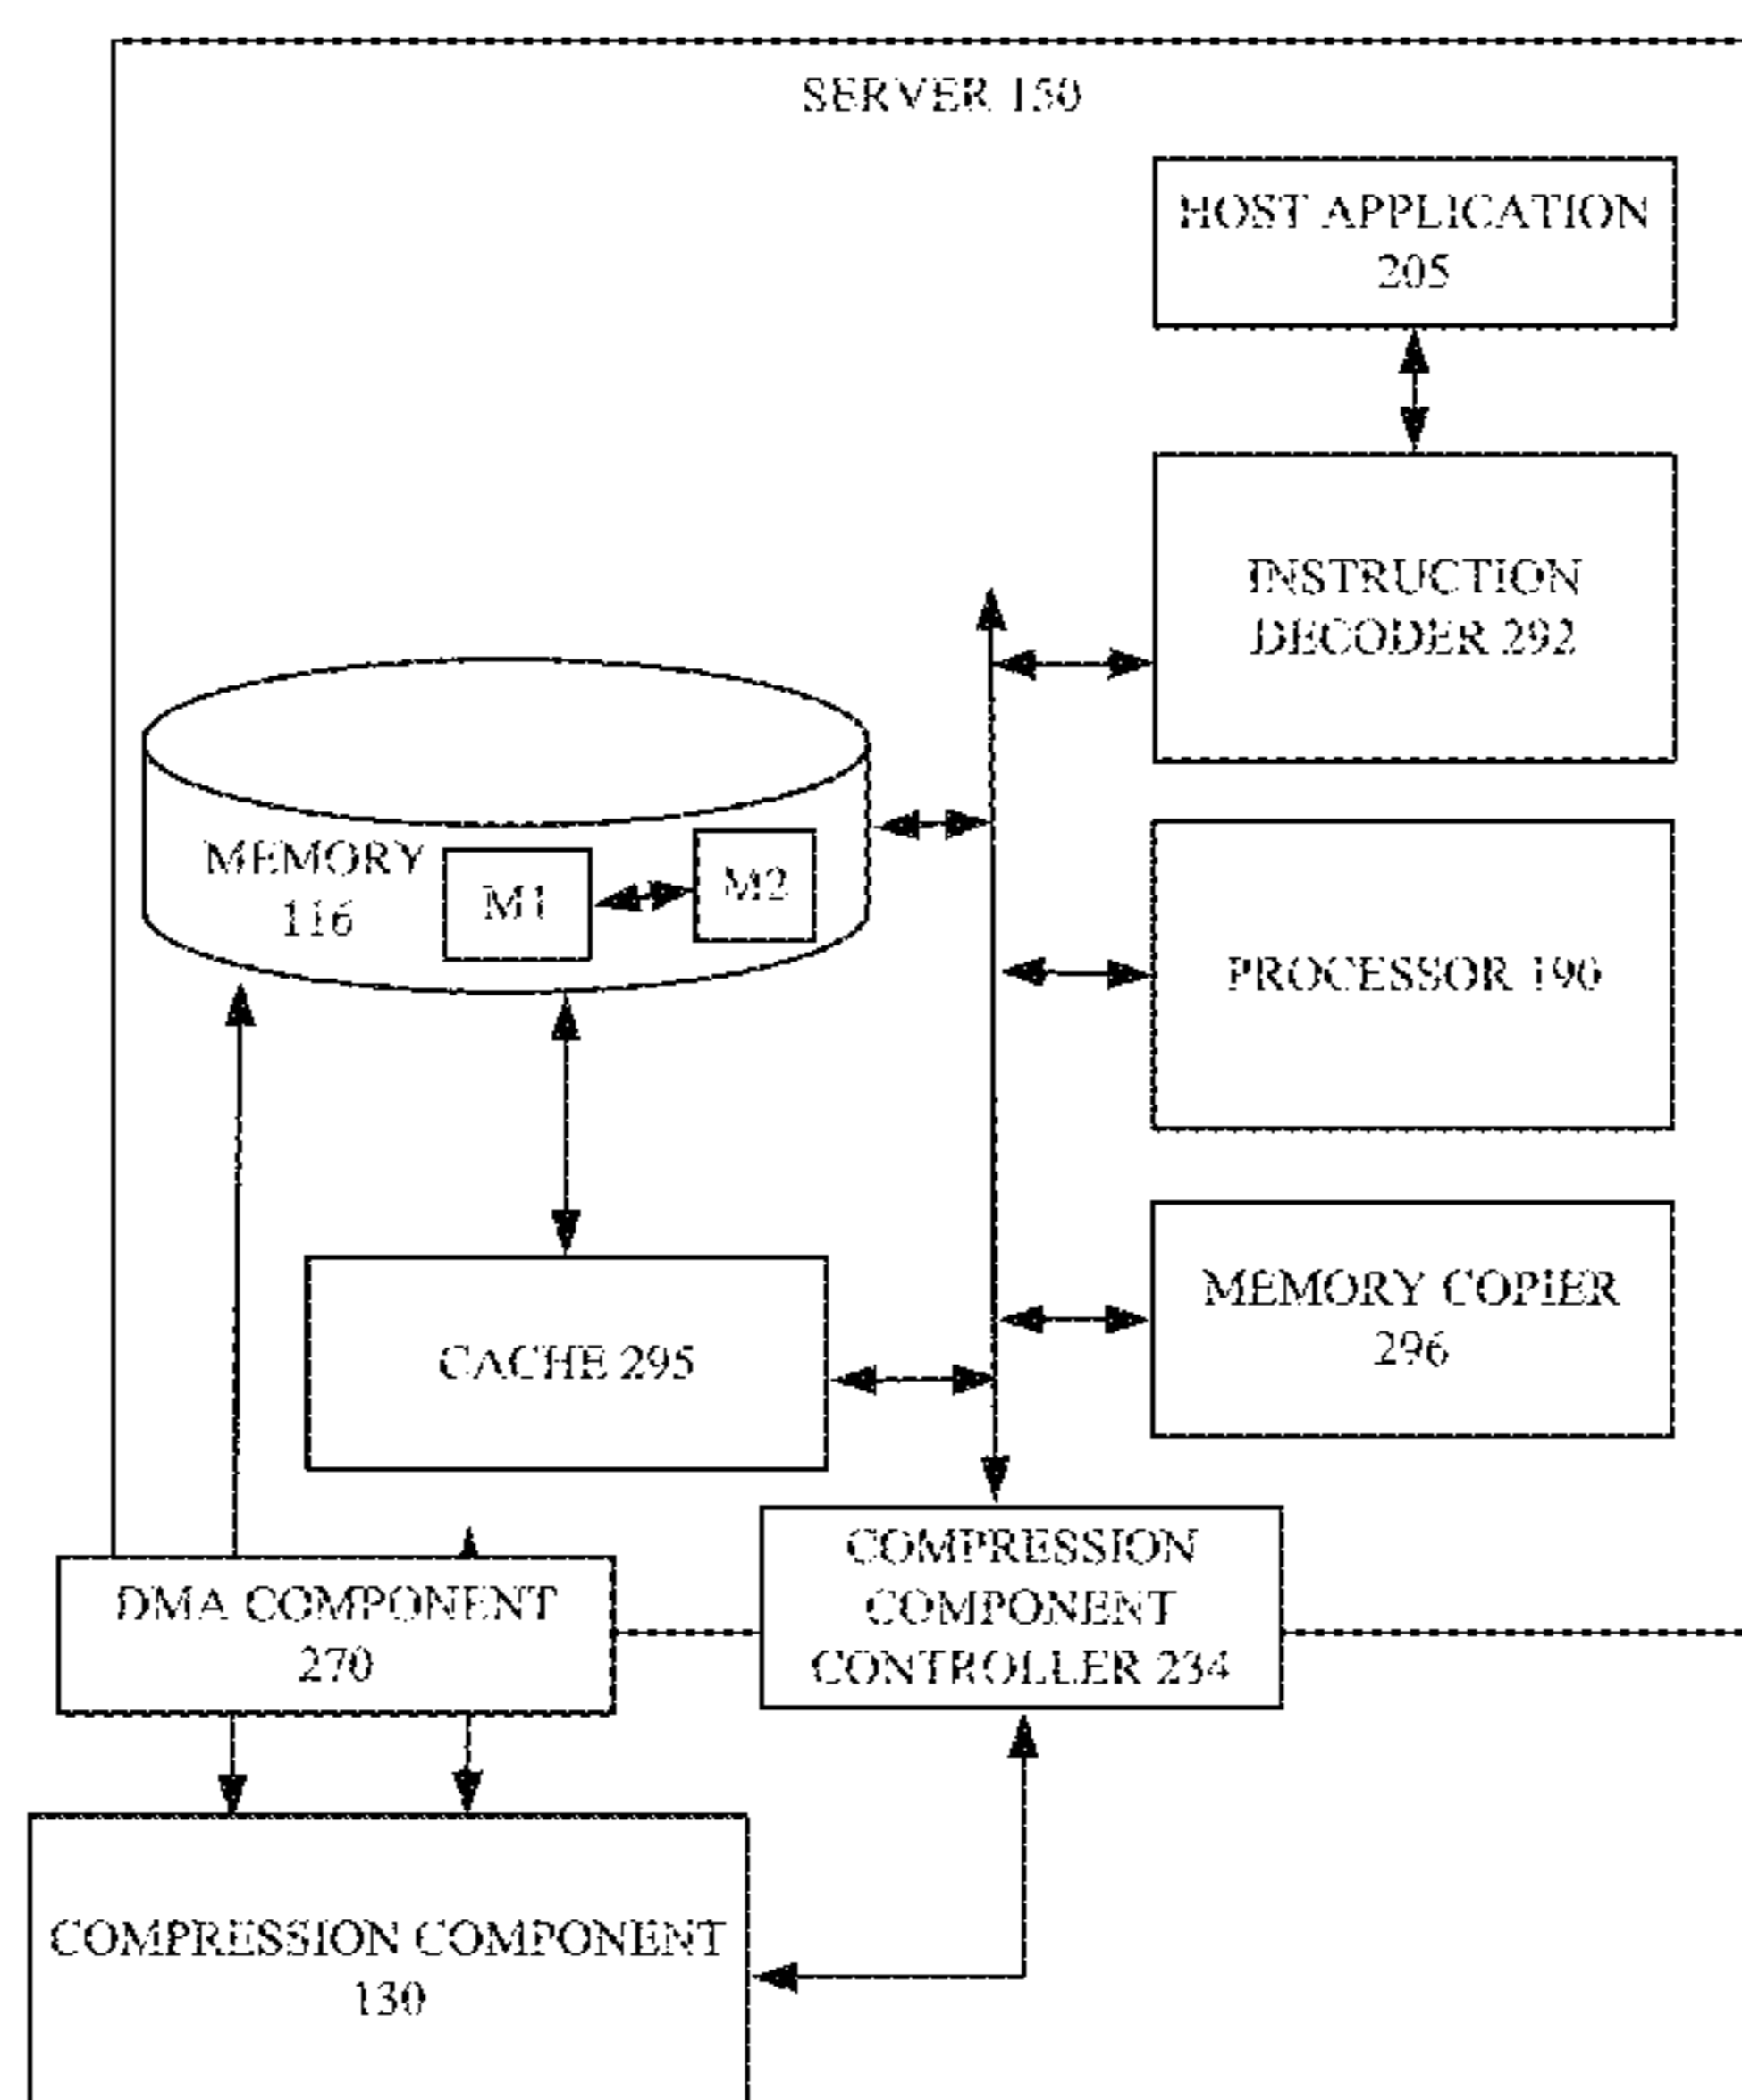 SERVER 150
HOST APPLICATION
205
INSTRUCTION
DECODER 292
MEMORY
116
M1
M2
PROCESSOR 190
MEMORY COPIER
296
CACHE 295
COMPRESSION
COMPONENT
CONTROLLER 234
DMA COMPONENT
270
COMPRESSION COMPONENT
130